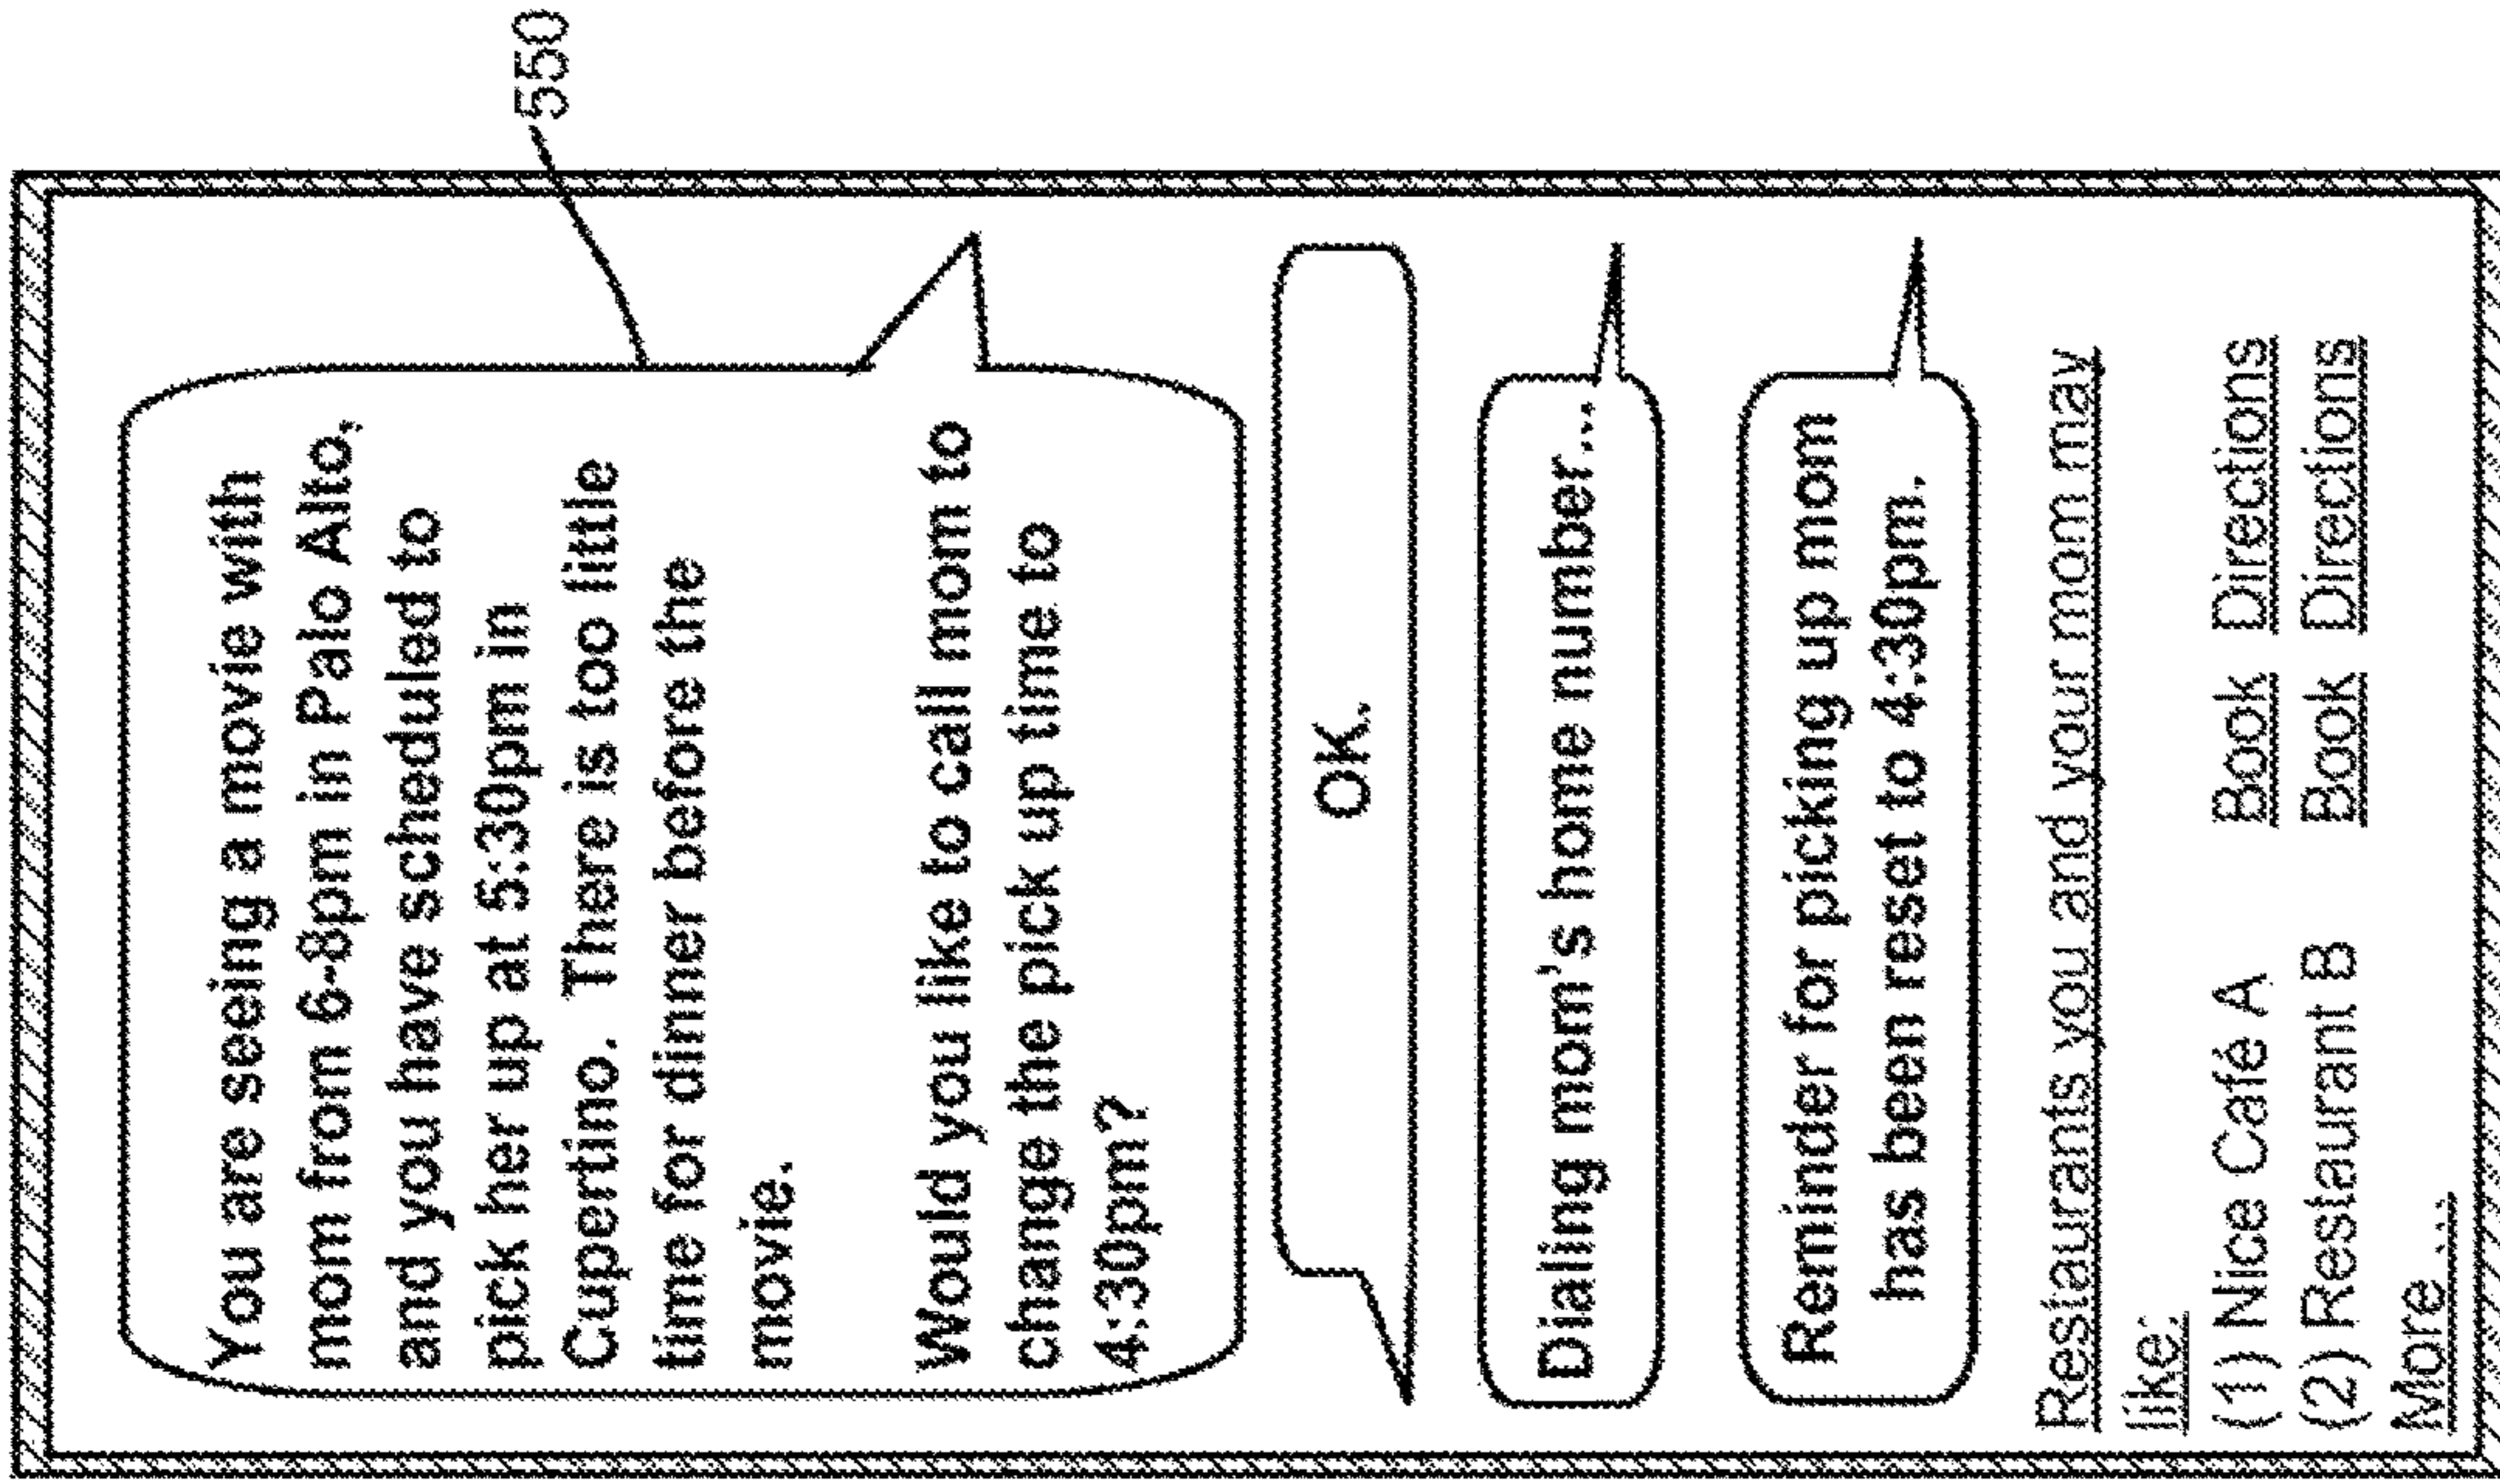 550
You are seeing a movie with
mom from 6-8pm in Palo Alto,
and you have scheduled to
pick her up at 5:30pm in
Cupertino. There is too little
time for dinner before the
movie.
Would you like to call mom to
change the pick up time to
4:30pm?
OK.
Dialing mom's home number...
Reminder for picking up mom
has been reset to 4:30pm.
Restaurants you and your mom may
like:
(1) Nice Café A Book Directions
(2) Restaurant B Book Directions
More ...